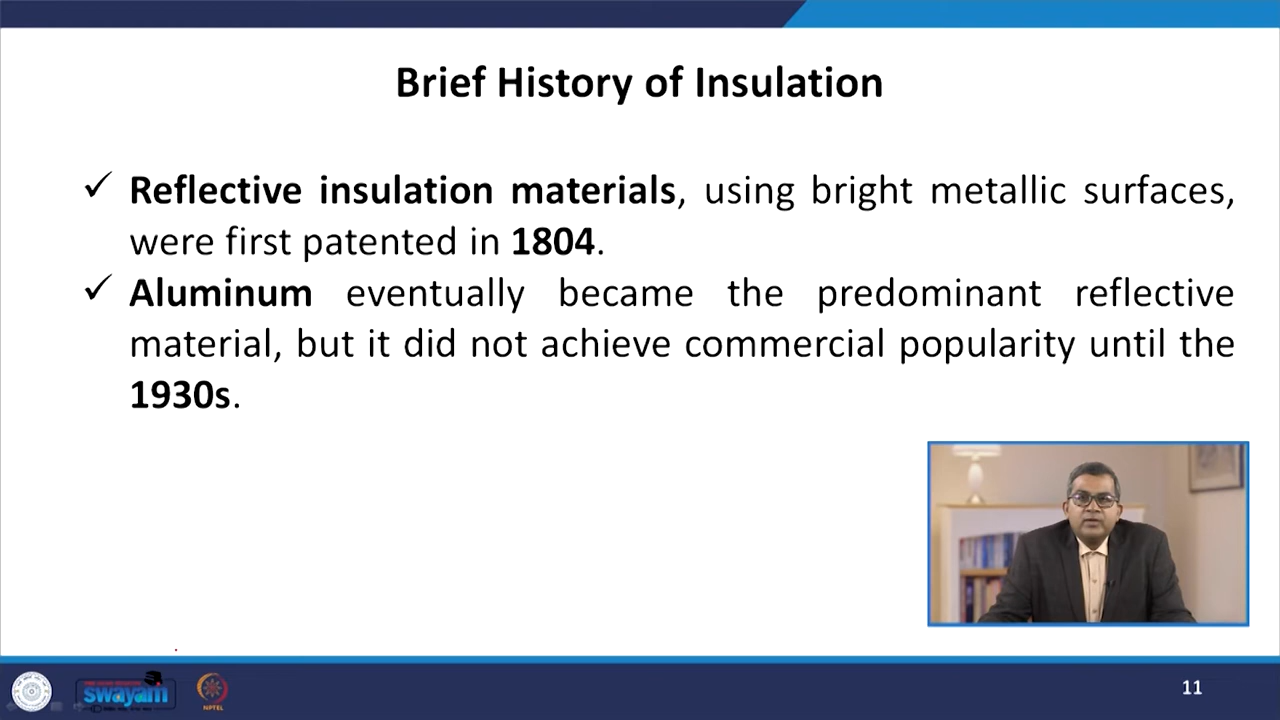 Brief History of Insulation
✓ Reflective insulation materials, using bright metallic surfaces,
were first patented in 1804.
✓ Aluminum eventually became the predominant reflective
material, but it did not achieve commercial popularity until the
1930s.
swayam
NPTEL
11